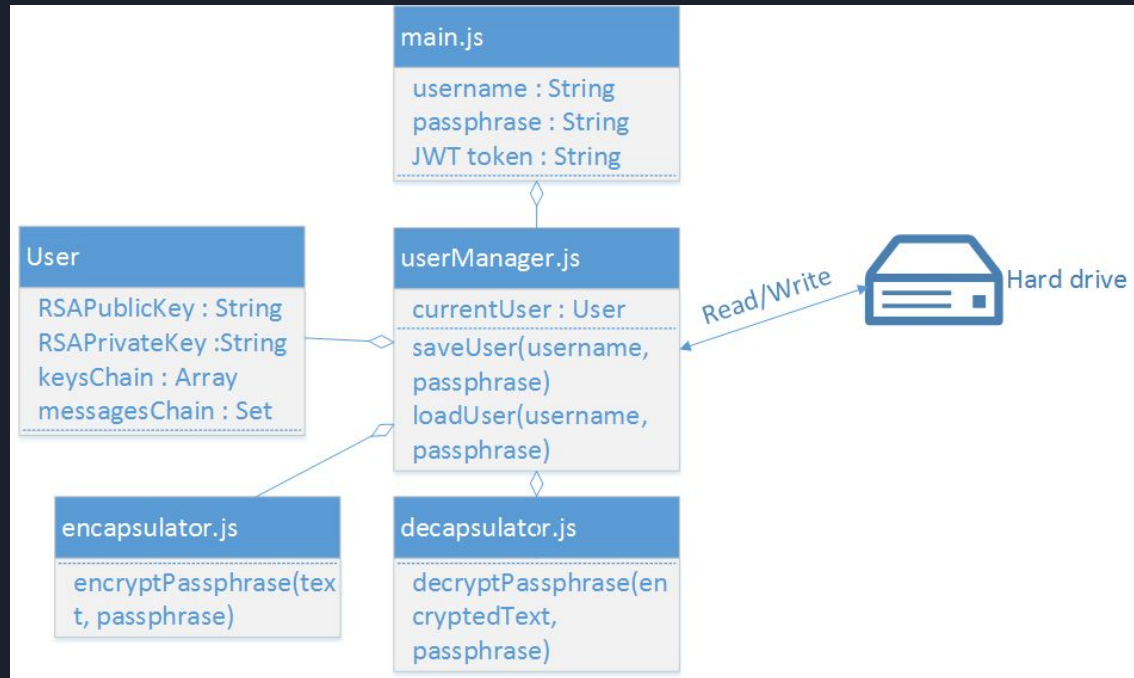 main.js
username : String
passphrase : String
JWT token : String
User
RSAPublicKey : String
RSAPrivateKey :String
keysChain : Array
messagesChain : Set
userManager.js
currentUser : User
saveUser(username,
passphrase)
loadUser(username,
passphrase)
Read/Write
Hard drive
encapsulator.js
encryptPassphrase(tex
t, passphrase)
decapsulator.js
decryptPassphrase(en
cryptedText,
passphrase)